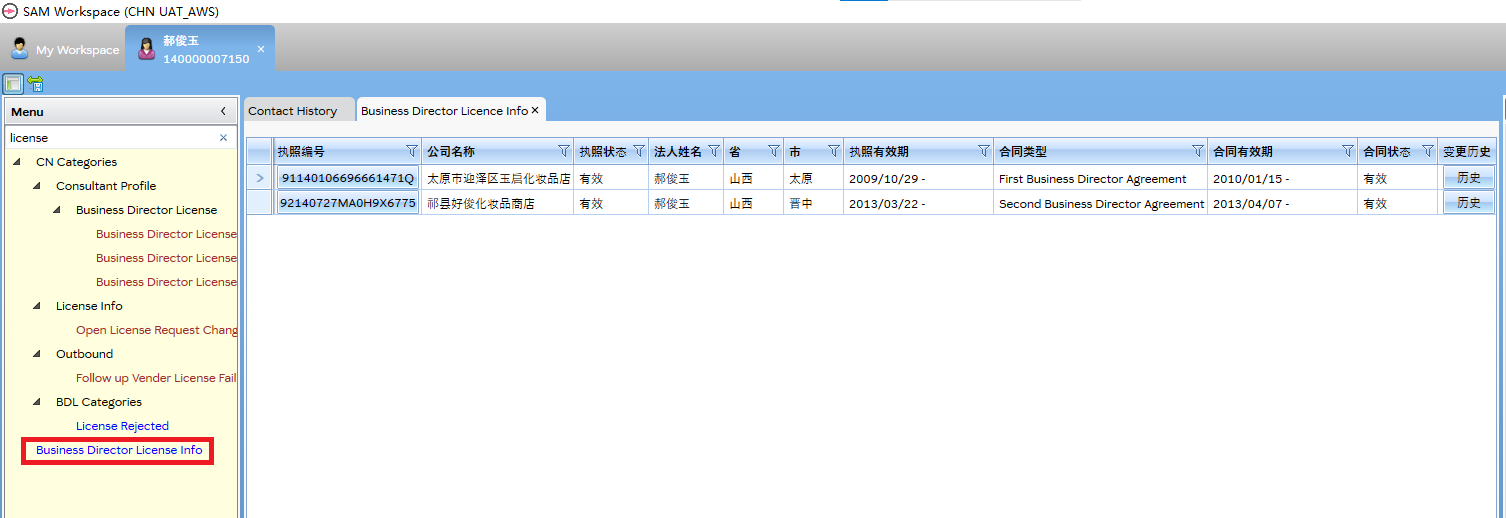 SAM Workspace (CHN UAT_AWS)
My Workspace
郝俊玉
140000007150
Menu
license
CN Categories
Consultant Profile
Business Director License
Business Director License
Business Director License
Business Director License
License Info
Open License Request Chang
Outbound
Follow up Vender License Fail
BDL Categories
License Rejected
Business Director License Info
Contact History Business Director Licence Info
执照编号 公司名称 执照状态 法人姓名 省 市 执照有效期 合同类型 合同有效期 合同状态 变更历史
91140106696661471Q 太原市迎泽区玉启化妆品店 有效 郝俊玉 山西 太原 2009/10/29 - First Business Director Agreement 2010/01/15 - 有效 历史
92140727MA0H9X6775 祁县好俊化妆品商店 有效 郝俊玉 山西 晋中 2013/03/22 - Second Business Director Agreement 2013/04/07 - 有效 历史